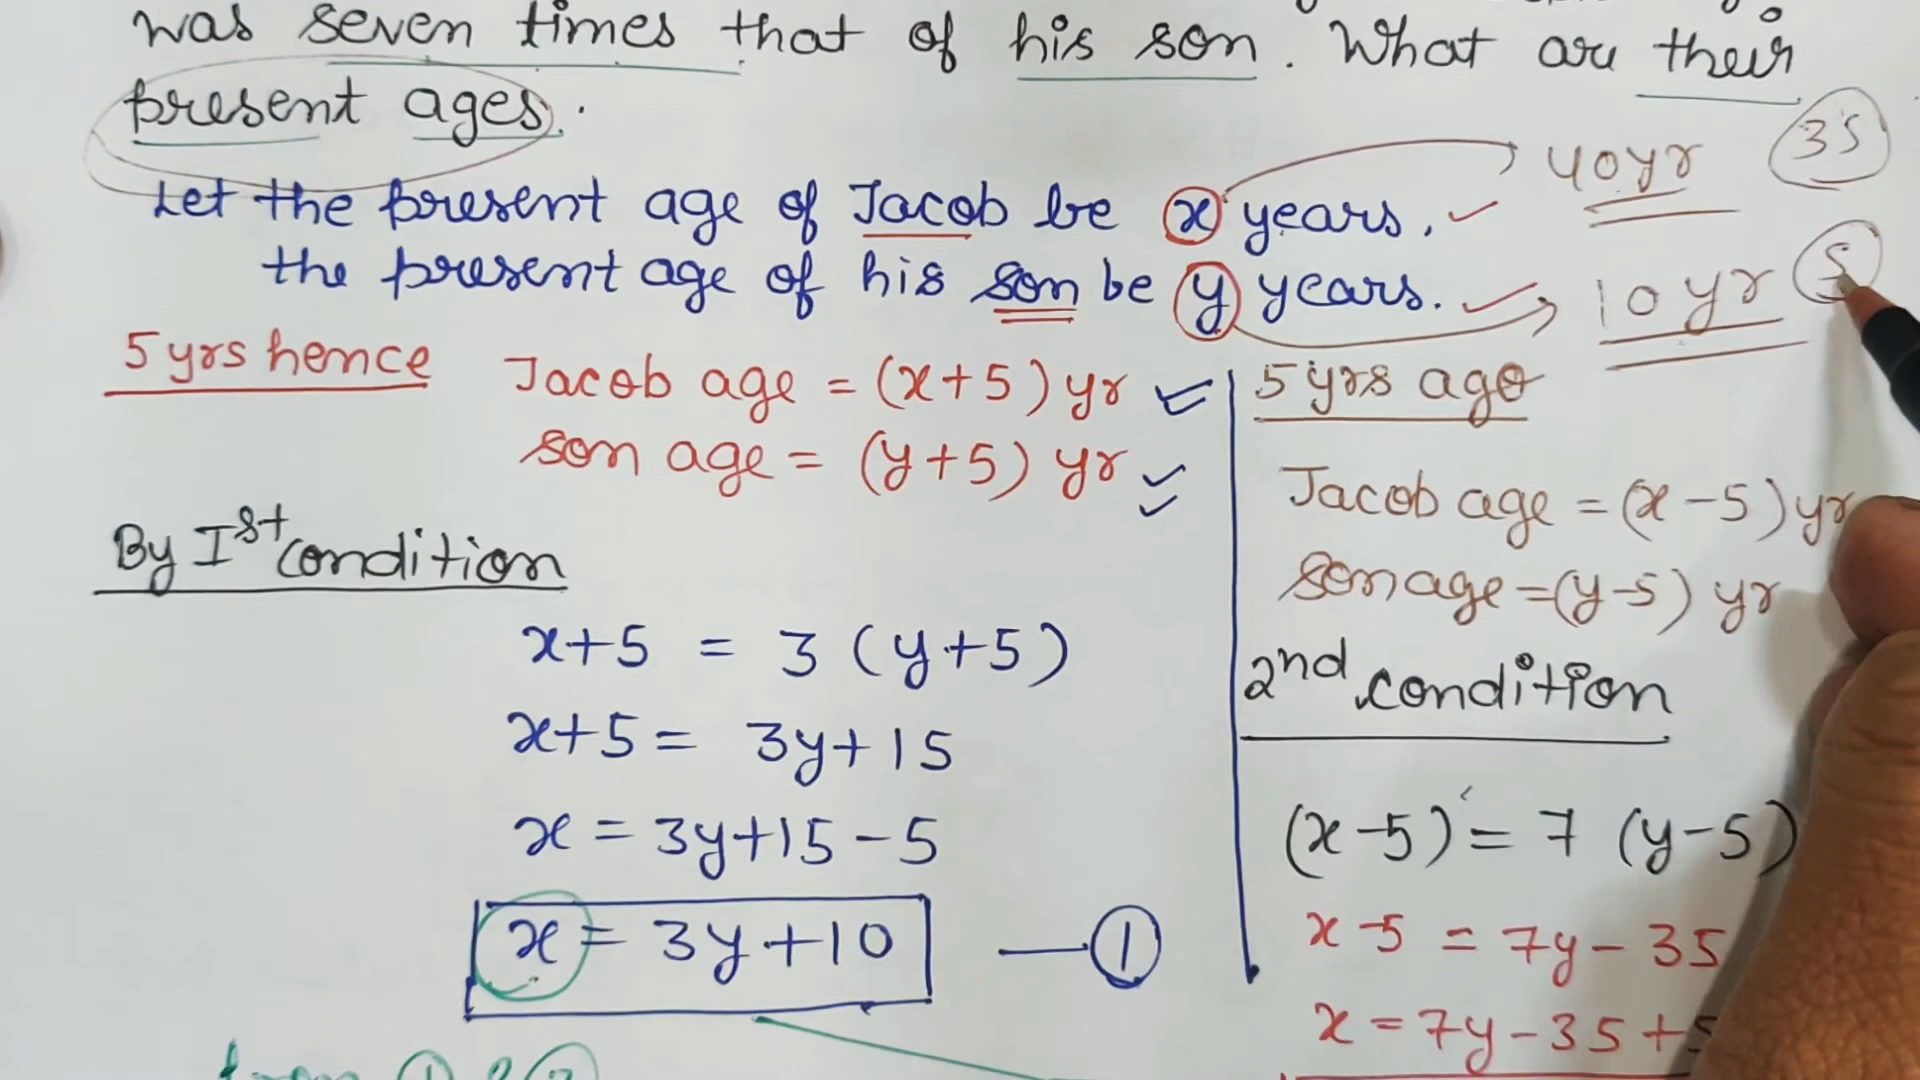 was seven times that of his son. What are their
present ages.
35
40yr
Let the present age of Jacob be x years.
the present age of his son be y years.
10yr
5
5yrs hence Jacob age = (x+5) yr
son age = (y+5) yr
By Ist condition
x+5 = 3 (y+5)
x+5 = 3y+15
x = 3y+15-5
x = 3y+10 — 1
5 yrs ago
Jacob age = (x-5) yr
son age = (y-5) yr
2nd condition
(x-5) = 7 (y-5)
x-5 = 7y-35
x = 7y-35+5
from 1 & 2